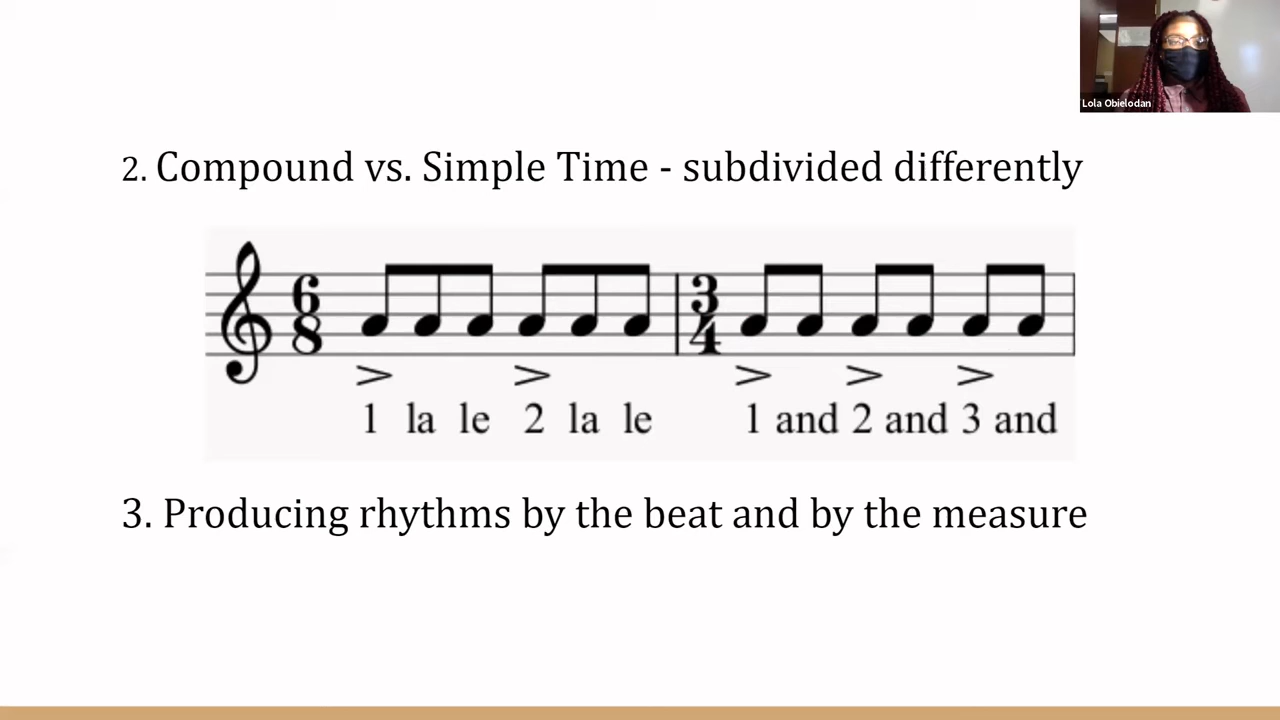 Lola Obielodan
2. Compound vs. Simple Time - subdivided differently
6 3
8 4
> > > > >
1 la le 2 la le 1 and 2 and 3 and
3. Producing rhythms by the beat and by the measure